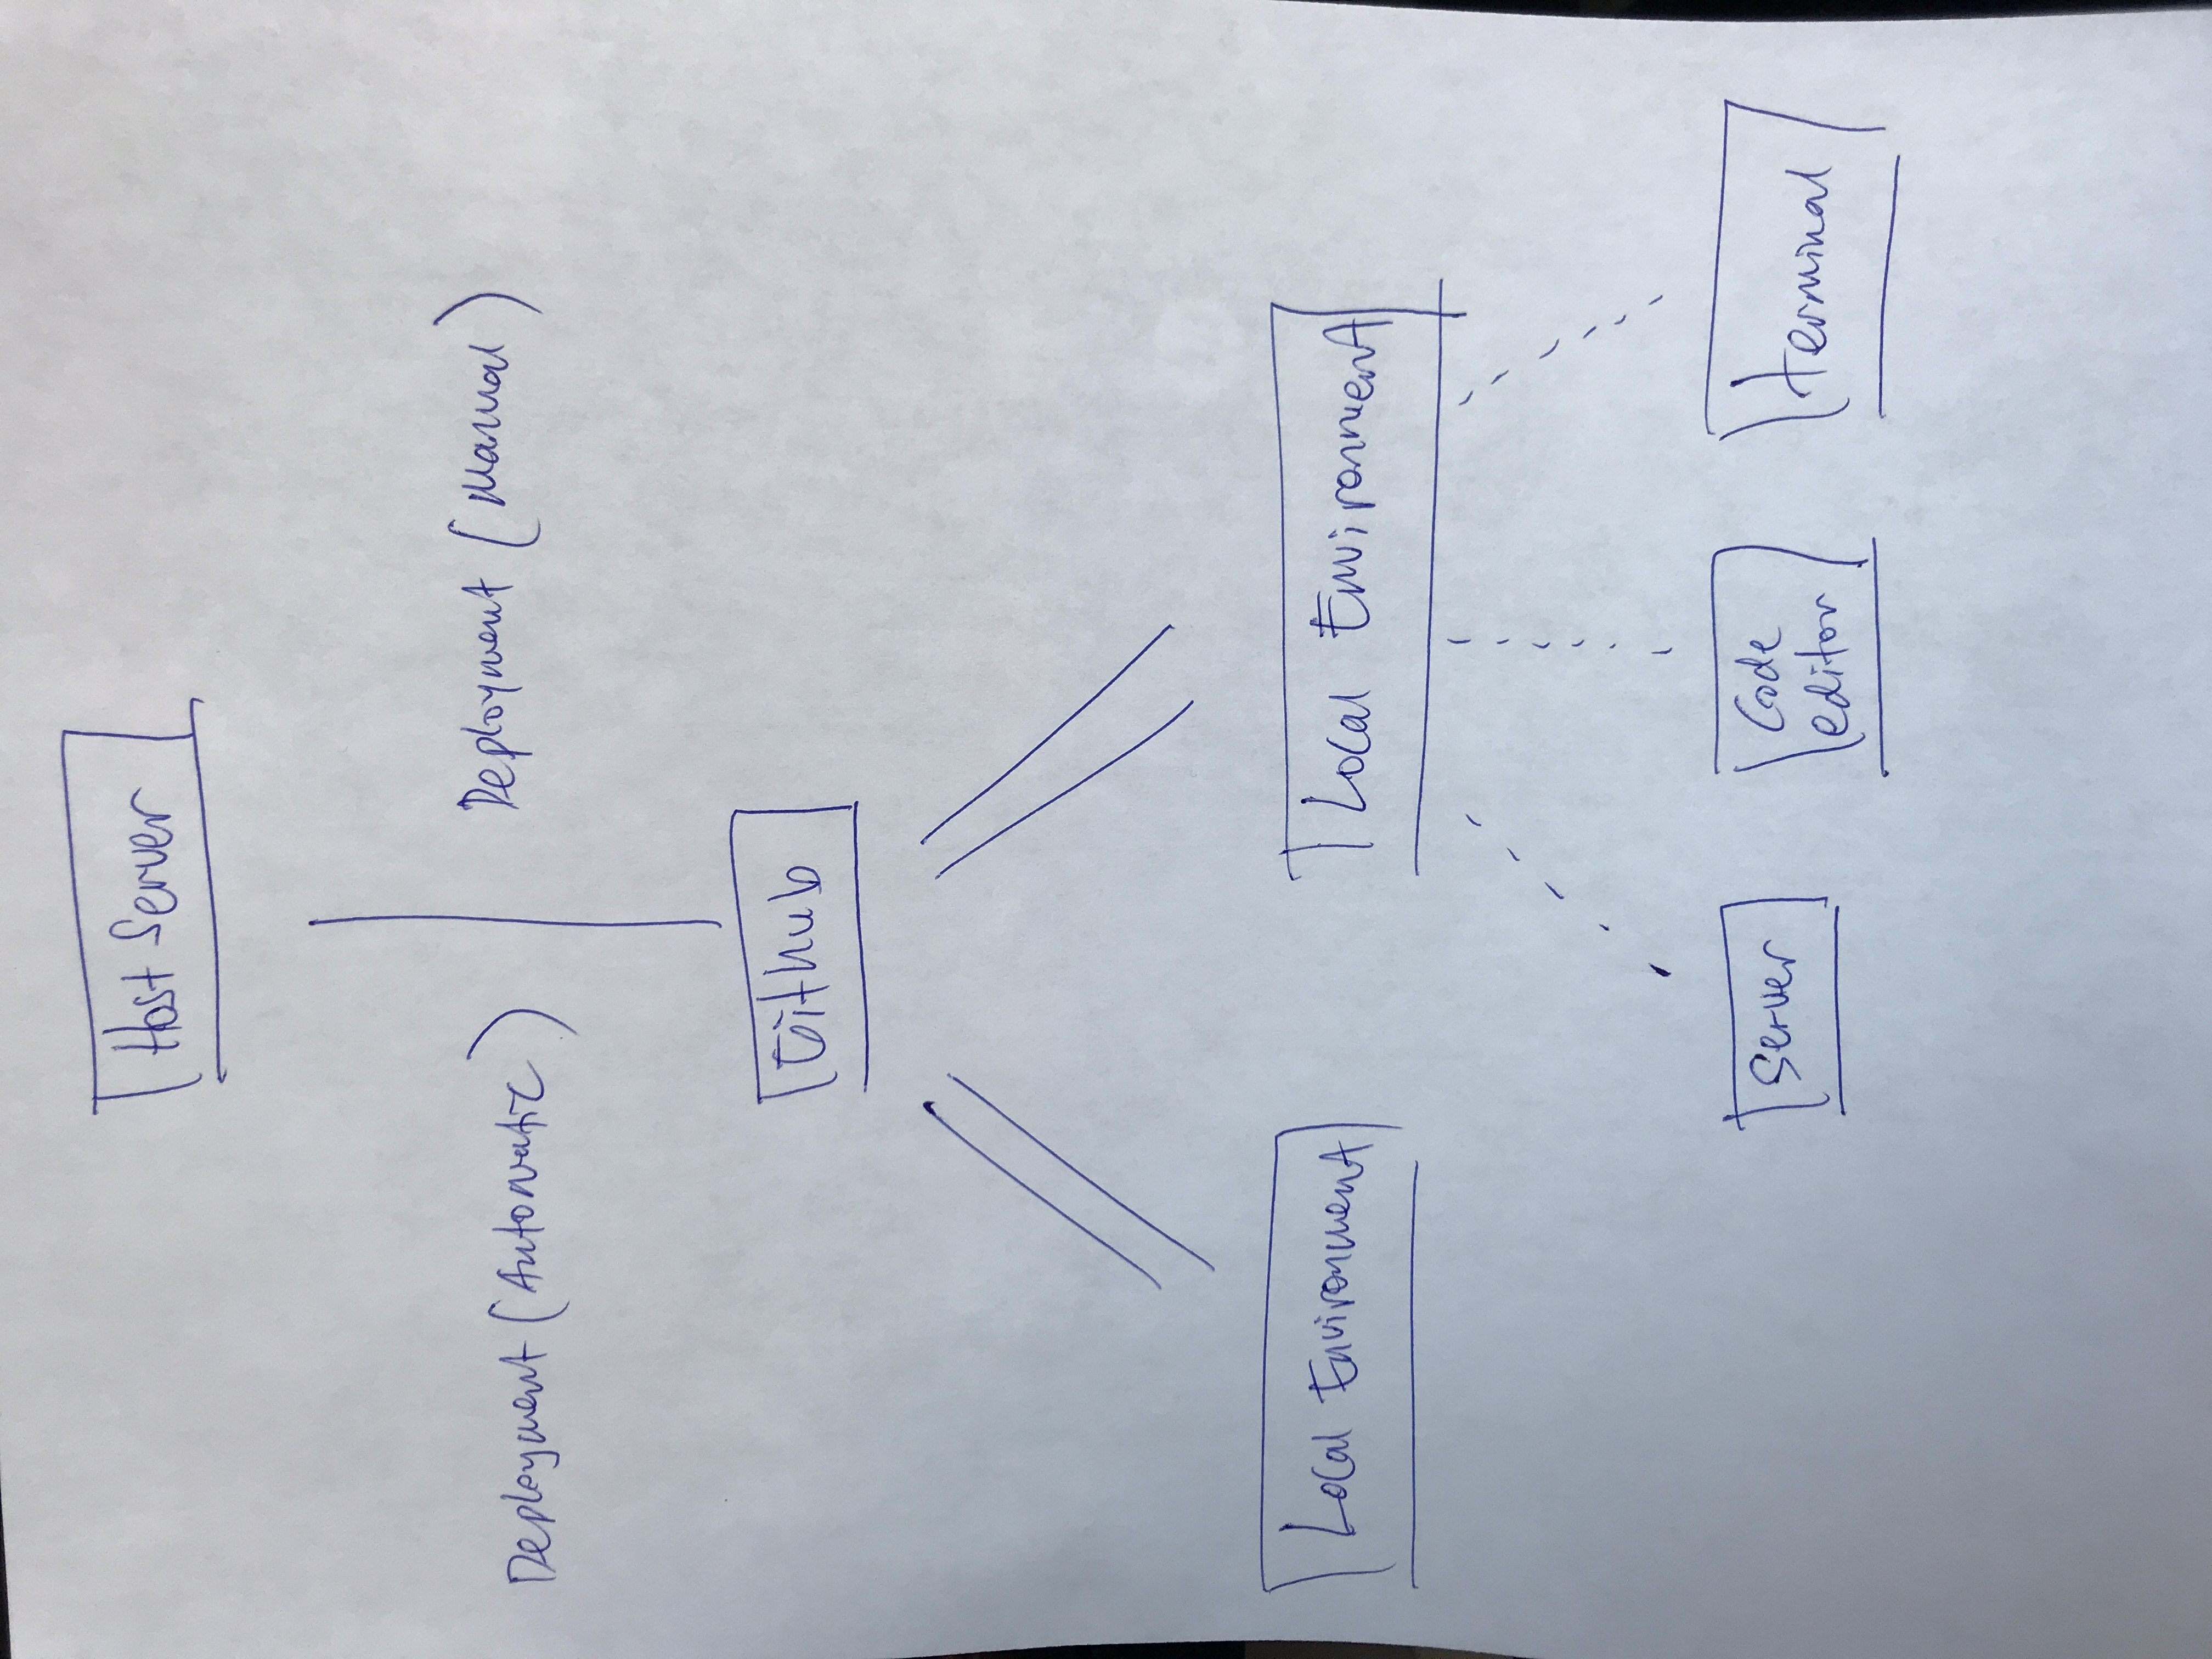 Host Server
Deployment (Automatic)
Deployment (Manual)
Github
Local Environment
Local Environment
Server
Code
editor
terminal